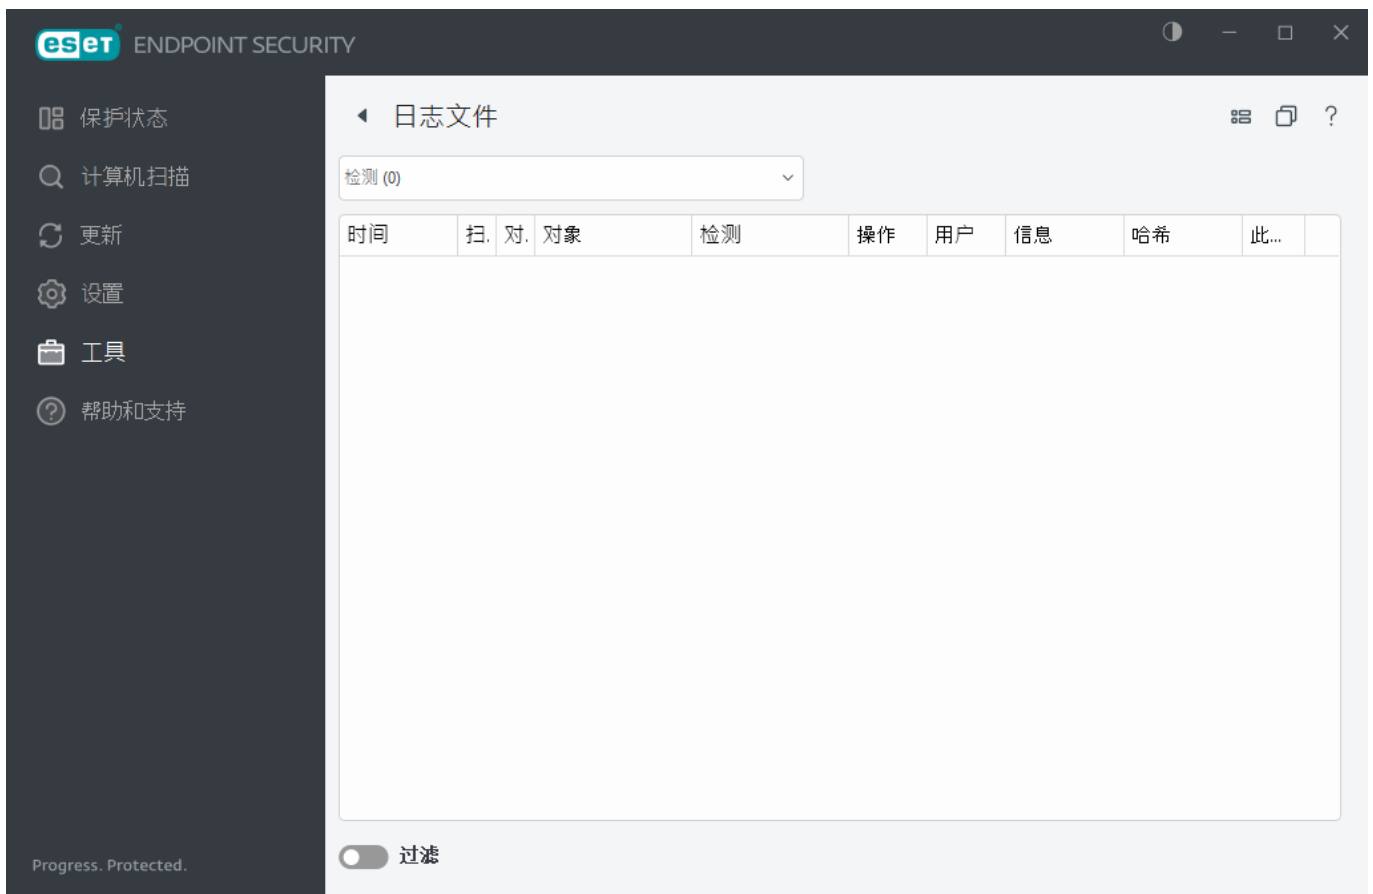 eset ENDPOINT SECURITY
保护状态
计算机扫描
更新
设置
工具
帮助和支持
Progress. Protected.
日志文件
?
检测 (0)
时间 扫. 对. 对象 检测 操作 用户 信息 哈希 此...
过滤